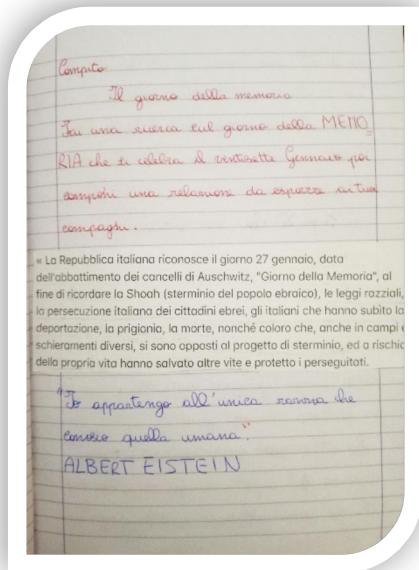 Compito
Il giorno della memoria
Fai una ricerca sul giorno della MEMO
RIA che si celebra il ventisette Gennaio poi
componi una relazione da esporre ai tuoi
compagni.
« La Repubblica italiana riconosce il giorno 27 gennaio, data
dell'abbattimento dei cancelli di Auschwitz, "Giorno della Memoria", al
fine di ricordare la Shoah (sterminio del popolo ebraico), le leggi razziali,
la persecuzione italiana dei cittadini ebrei, gli italiani che hanno subito la
deportazione, la prigionia, la morte, nonché coloro che, anche in campi e
schieramenti diversi, si sono opposti al progetto di sterminio, ed a rischio
della propria vita hanno salvato altre vite e protetto i perseguitati.
"Io appartengo all'unica razza che
conosco quella umana."
ALBERT EISTEIN